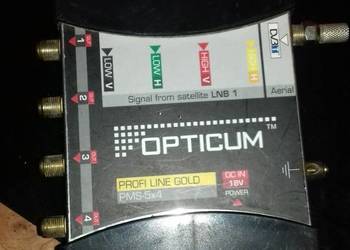 LOW V
LOW H
HIGH V
HIGH H
DVB-T
Signal from satellite LNB 1
Aerial
1
2
3
4
OPTICUM™
PROFI LINE GOLD
PMS-5x4
DC IN
18V
POWER